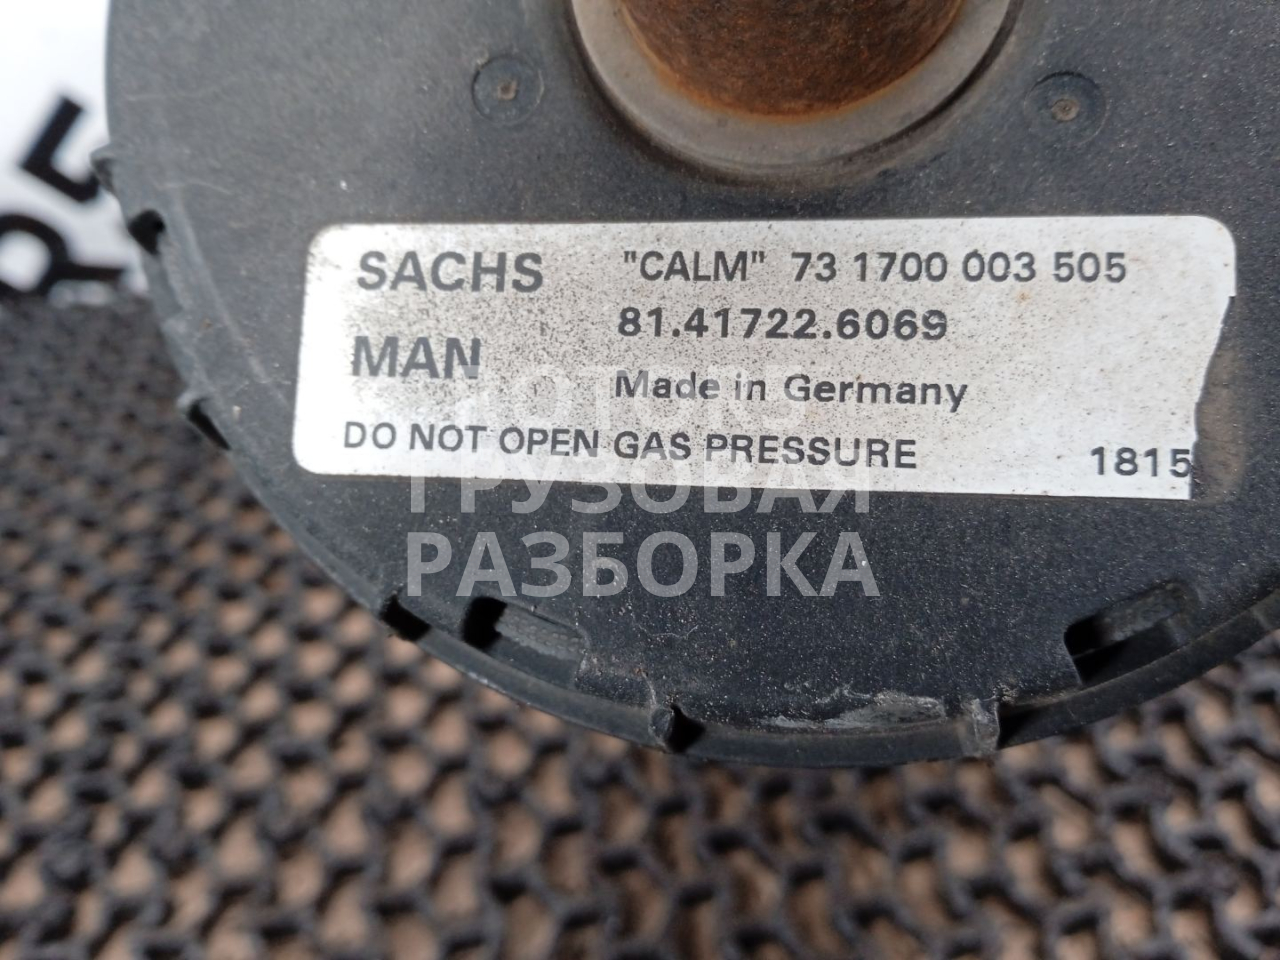 SACHS "CALM" 73 1700 003 505
81.41722.6069
MAN
Made in Germany
DO NOT OPEN GAS PRESSURE 1815
ГРУЗОВАЯ
РАЗБОРКА